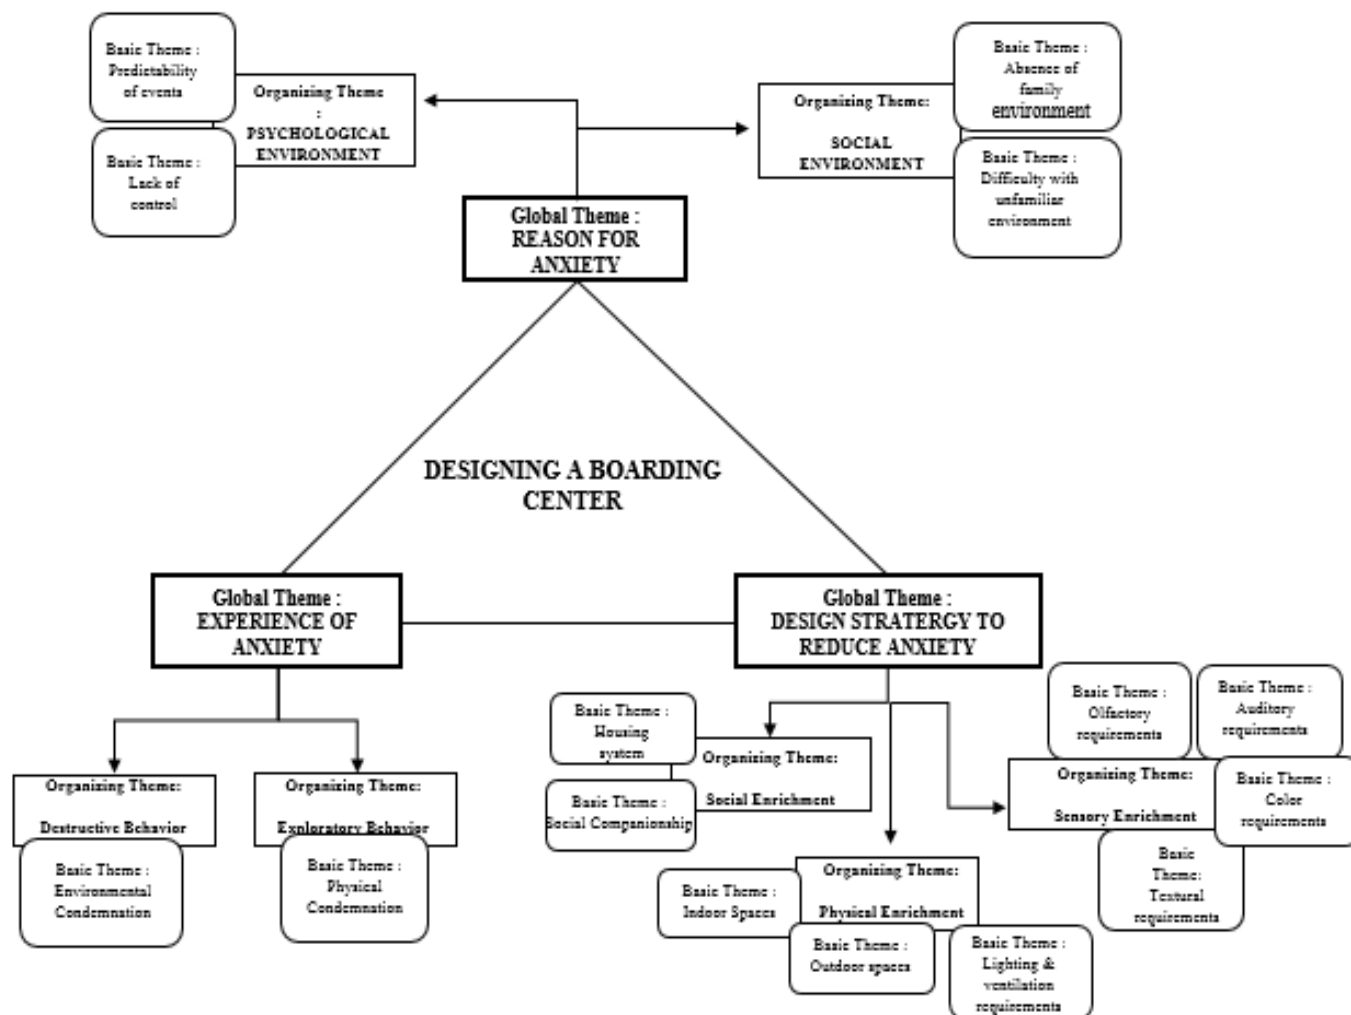 Basic Theme :
Predictability
of events
Organizing Theme
:
PSYCHOLOGICAL
ENVIRONMENT
Basic Theme :
Lack of
control
Organizing Theme:
SOCIAL
ENVIRONMENT
Basic Theme :
Absence of
family
environment
Basic Theme :
Difficulty with
unfamiliar
environment
Global Theme :
REASON FOR
ANXIETY
DESIGNING A BOARDING
CENTER
Global Theme :
EXPERIENCE OF
ANXIETY
Global Theme :
DESIGN STRATERGY TO
REDUCE ANXIETY
Organizing Theme:
Destructive Behavior
Basic Theme :
Environmental
Condemnation
Organizing Theme:
Exploratory Behavior
Basic Theme :
Physical
Condemnation
Basic Theme :
Housing
system
Organizing Theme:
Social Enrichment
Basic Theme :
Social Companionship
Organizing Theme:
Physical Enrichment
Basic Theme :
Indoor Spaces
Basic Theme :
Outdoor spaces
Basic Theme :
Lighting &
ventilation
requirements
Basic Theme :
Olfactory
requirements
Basic Theme :
Auditory
requirements
Organizing Theme:
Sensory Enrichment
Basic Theme :
Color
requirements
Basic
Theme:
Textural
requirements